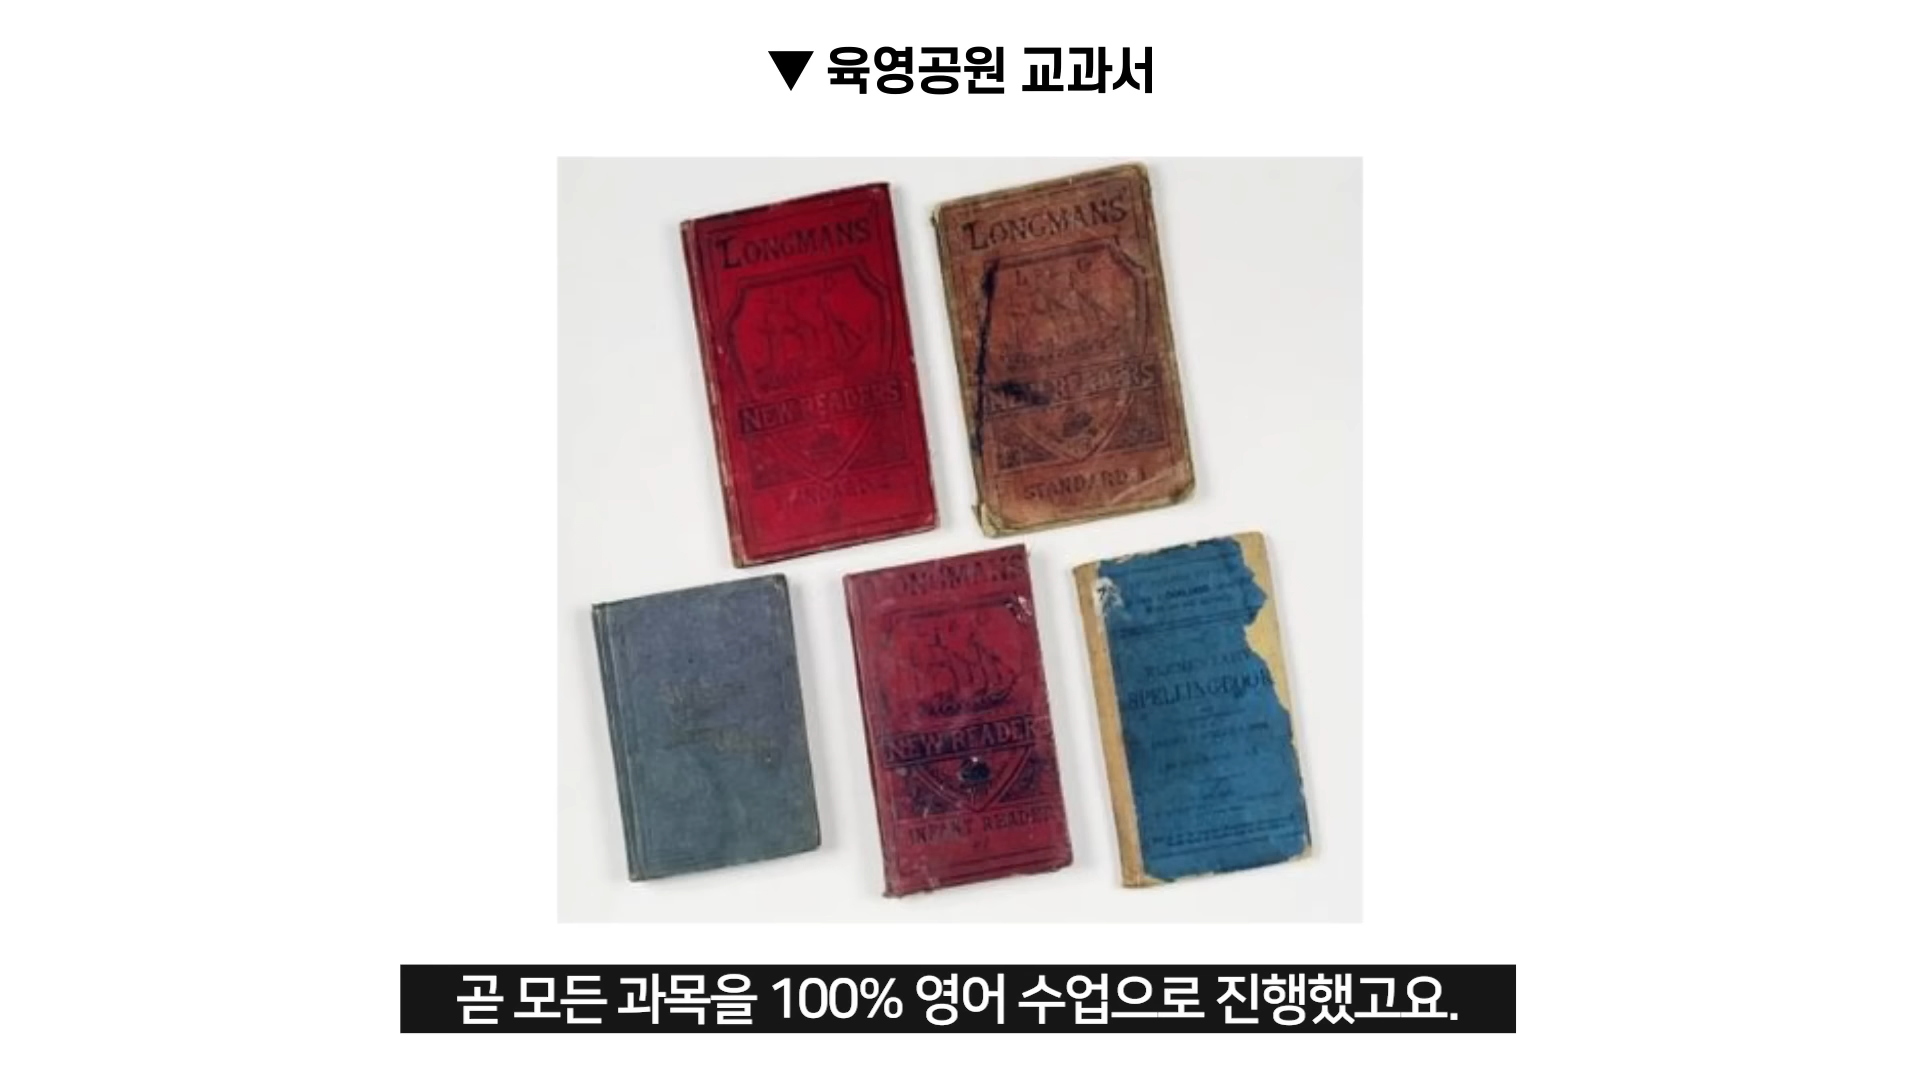 ▼ 육영공원 교과서
LONGMANS'
NEW READERS
LONGMANS'
NEW READERS
STANDARD I
LONGMANS
NEW READER
INFANT READER
ELEMENTARY
SPELLING BOOK
곧 모든 과목을 100% 영어 수업으로 진행했고요.